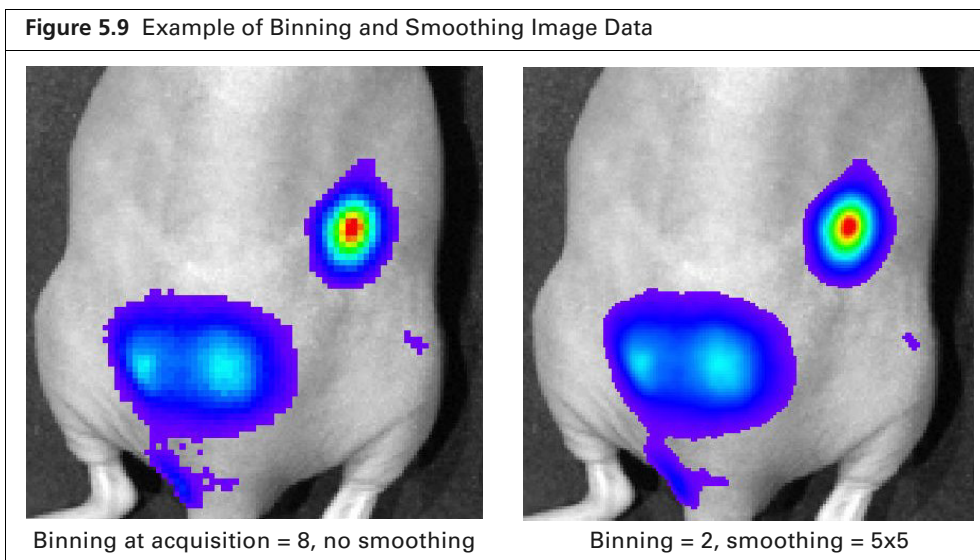 Figure 5.9 Example of Binning and Smoothing Image Data
Binning at acquisition = 8, no smoothing
Binning = 2, smoothing = 5x5